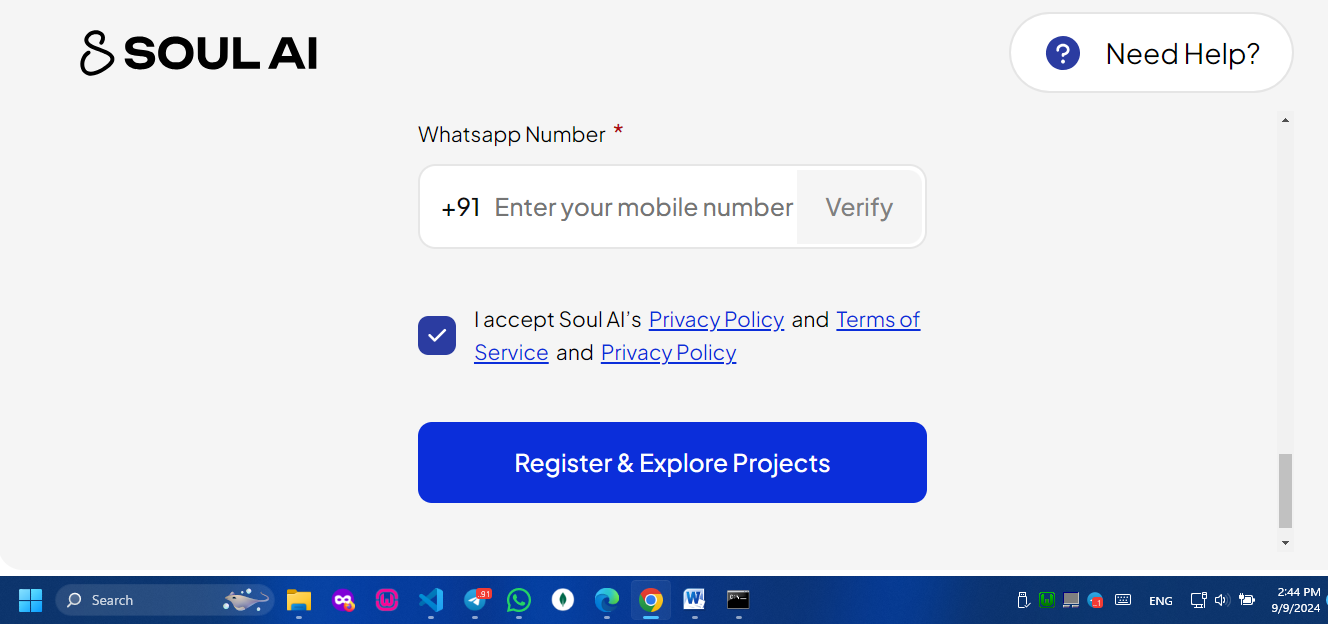 SOUL AI
? Need Help?
Whatsapp Number *
+91 Enter your mobile number Verify
I accept Soul AI's Privacy Policy and Terms of
Service and Privacy Policy
Register & Explore Projects
Search
91
W
ENG
2:44 PM
9/9/2024